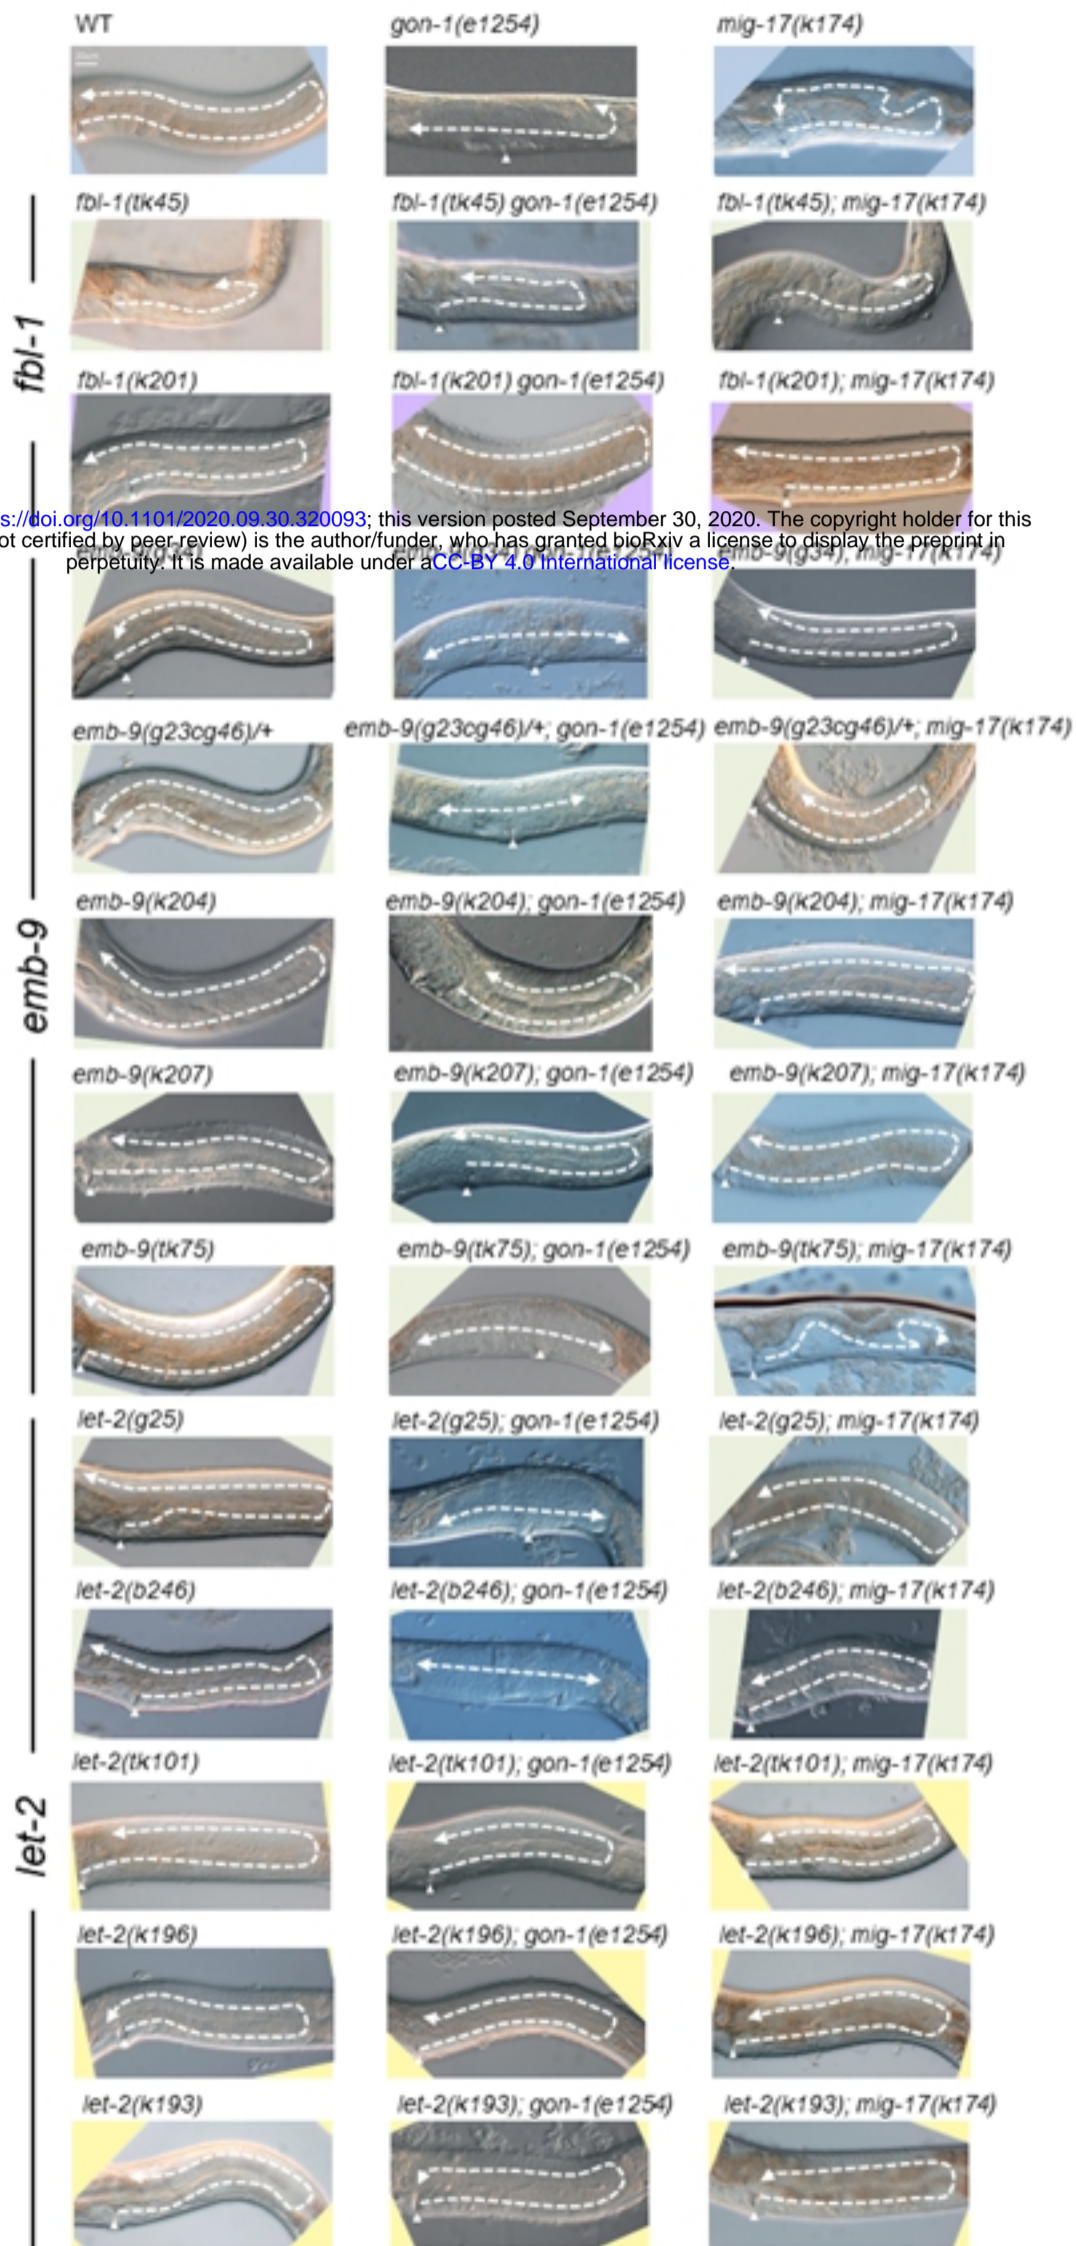 WT gon-1(e1254) mig-17(k174)
fbl-1(tk45) fbl-1(tk45) gon-1(e1254) fbl-1(tk45); mig-17(k174)
fbl-1
fbl-1(k201) fbl-1(k201) gon-1(e1254) fbl-1(k201); mig-17(k174)
s://doi.org/10.1101/2020.09.30.320093; this version posted September 30, 2020. The copyright holder for this
ot certified by peer review) is the author/funder, who has granted bioRxiv a license to display the preprint in
emb-9(g34); mig-17(k174)
perpetuity. It is made available under aCC-BY 4.0 International license.
emb-9(g23cg46)/+ emb-9(g23cg46)/+; gon-1(e1254) emb-9(g23cg46)/+; mig-17(k174)
emb-9(k204) emb-9(k204); gon-1(e1254) emb-9(k204); mig-17(k174)
emb-9
emb-9(k207) emb-9(k207); gon-1(e1254) emb-9(k207); mig-17(k174)
emb-9(tk75) emb-9(tk75); gon-1(e1254) emb-9(tk75); mig-17(k174)
let-2(g25) let-2(g25); gon-1(e1254) let-2(g25); mig-17(k174)
let-2(b246) let-2(b246); gon-1(e1254) let-2(b246); mig-17(k174)
let-2(tk101) let-2(tk101); gon-1(e1254) let-2(tk101); mig-17(k174)
let-2
let-2(k196) let-2(k196); gon-1(e1254) let-2(k196); mig-17(k174)
let-2(k193) let-2(k193); gon-1(e1254) let-2(k193); mig-17(k174)